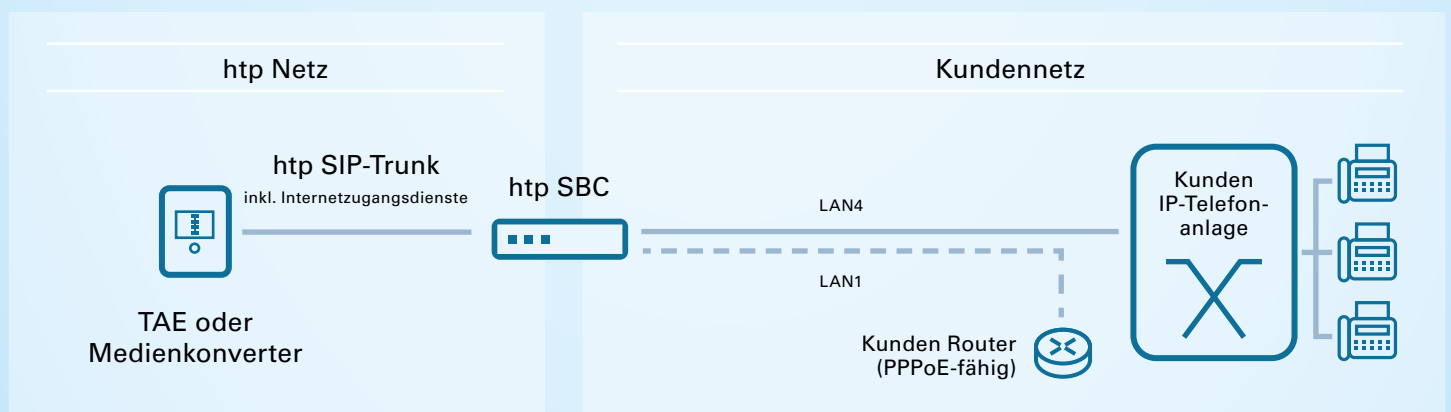 htp Netz
Kundennetz
htp SIP-Trunk
inkl. Internetzugangsdienste
htp SBC
TAE oder
Medienkonverter
LAN4
LAN1
Kunden Router
(PPPoE-fähig)
Kunden
IP-Telefon-
anlage